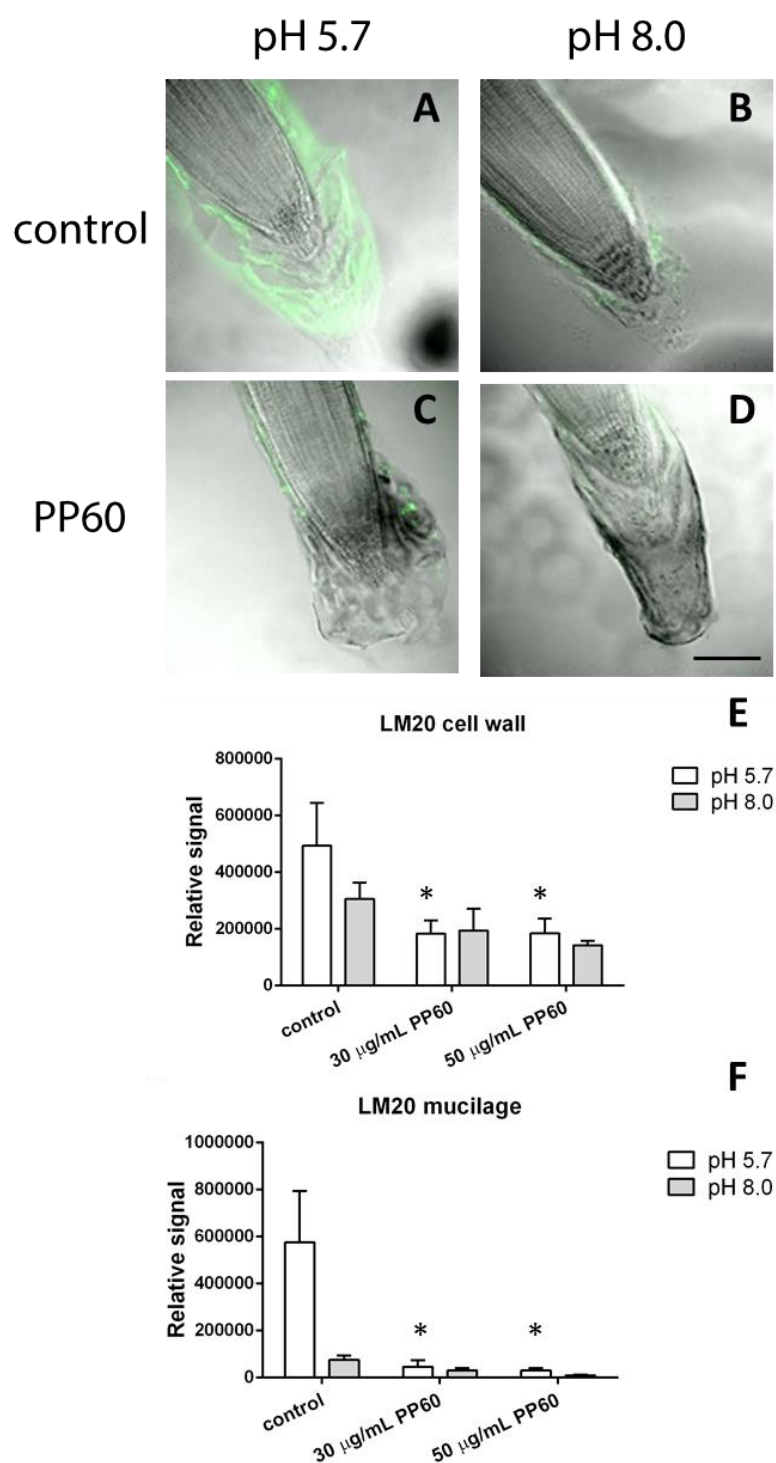 pH 5.7 pH 8.0
control
A B
PP60
C D
E
LM20 cell wall
Relative signal
800000
600000
400000
200000
0
pH 5.7
pH 8.0
* *
control 30 μg/mL PP60 50 μg/mL PP60
F
LM20 mucilage
Relative signal
1000000
800000
600000
400000
200000
0
pH 5.7
pH 8.0
* *
control 30 μg/mL PP60 50 μg/mL PP60